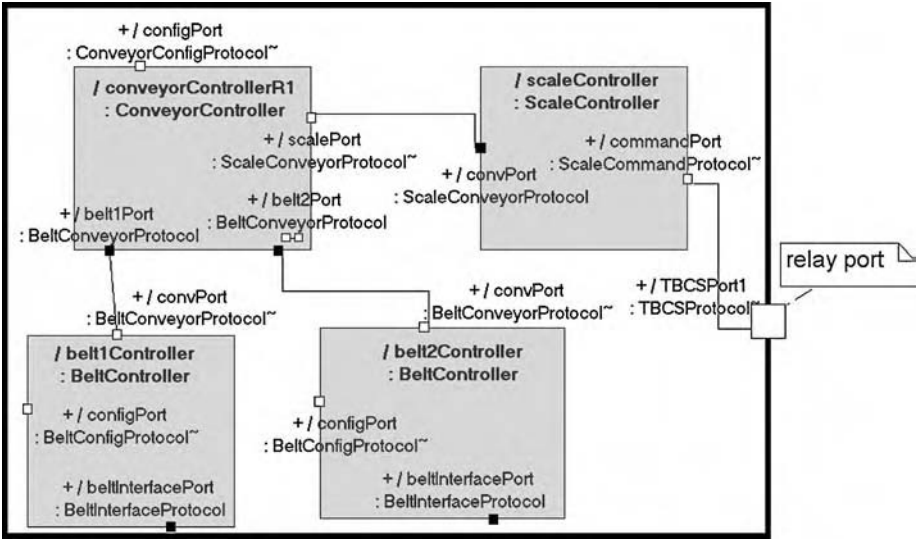 + / configPort
: ConveyorConfigProtocol~
/ conveyorControllerR1
: ConveyorController
+ / scalePort
: ScaleConveyorProtocol~
+ / belt2Port
: BeltConveyorProtocol
+ / belt1Port
: BeltConveyorProtocol
/ scaleController
: ScaleController
+ / commandPort
: ScaleCommandProtocol~
+ / convPort
: ScaleConveyorProtocol
relay port
+ / TBCSPort1
: TBCSProtocol~
+ / convPort
: BeltConveyorProtocol~
/ belt1Controller
: BeltController
+ / configPort
: BeltConfigProtocol~
+ / beltInterfacePort
: BeltInterfaceProtocol
+ / convPort
: BeltConveyorProtocol~
/ belt2Controller
: BeltController
+ / configPort
: BeltConfigProtocol~
+ / beltInterfacePort
: BeltInterfaceProtocol